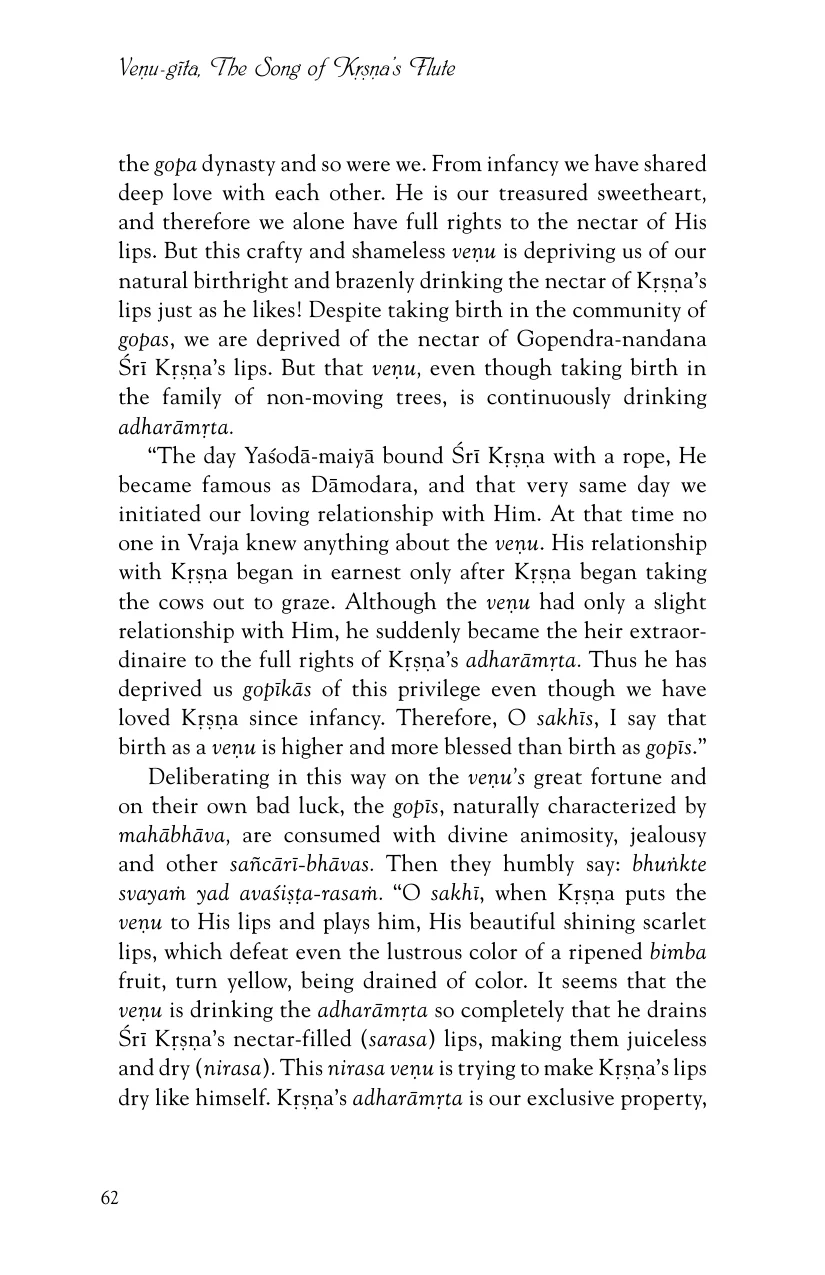 Veṇu-gīta, The Song of Kṛṣṇa's Flute
the gopa dynasty and so were we. From infancy we have shared
deep love with each other. He is our treasured sweetheart,
and therefore we alone have full rights to the nectar of His
lips. But this crafty and shameless veṇu is depriving us of our
natural birthright and brazenly drinking the nectar of Kṛṣṇa’s
lips just as he likes! Despite taking birth in the community of
gopas, we are deprived of the nectar of Gopendra-nandana
Śrī Kṛṣṇa’s lips. But that veṇu, even though taking birth in
the family of non-moving trees, is continuously drinking
adharāmṛta.
“The day Yaśodā-maiyā bound Śrī Kṛṣṇa with a rope, He
became famous as Dāmodara, and that very same day we
initiated our loving relationship with Him. At that time no
one in Vraja knew anything about the veṇu. His relationship
with Kṛṣṇa began in earnest only after Kṛṣṇa began taking
the cows out to graze. Although the veṇu had only a slight
relationship with Him, he suddenly became the heir extraor-
dinaire to the full rights of Kṛṣṇa’s adharāmṛta. Thus he has
deprived us gopīkās of this privilege even though we have
loved Kṛṣṇa since infancy. Therefore, O sakhīs, I say that
birth as a veṇu is higher and more blessed than birth as gopīs.”
Deliberating in this way on the veṇu’s great fortune and
on their own bad luck, the gopīs, naturally characterized by
mahābhāva, are consumed with divine animosity, jealousy
and other sañcārī-bhāvas. Then they humbly say: bhuṅkte
svayaṁ yad avaśiṣṭa-rasaṁ. “O sakhī, when Kṛṣṇa puts the
veṇu to His lips and plays him, His beautiful shining scarlet
lips, which defeat even the lustrous color of a ripened bimba
fruit, turn yellow, being drained of color. It seems that the
veṇu is drinking the adharāmṛta so completely that he drains
Śrī Kṛṣṇa’s nectar-filled (sarasa) lips, making them juiceless
and dry (nirasa). This nirasa veṇu is trying to make Kṛṣṇa’s lips
dry like himself. Kṛṣṇa’s adharāmṛta is our exclusive property,
62